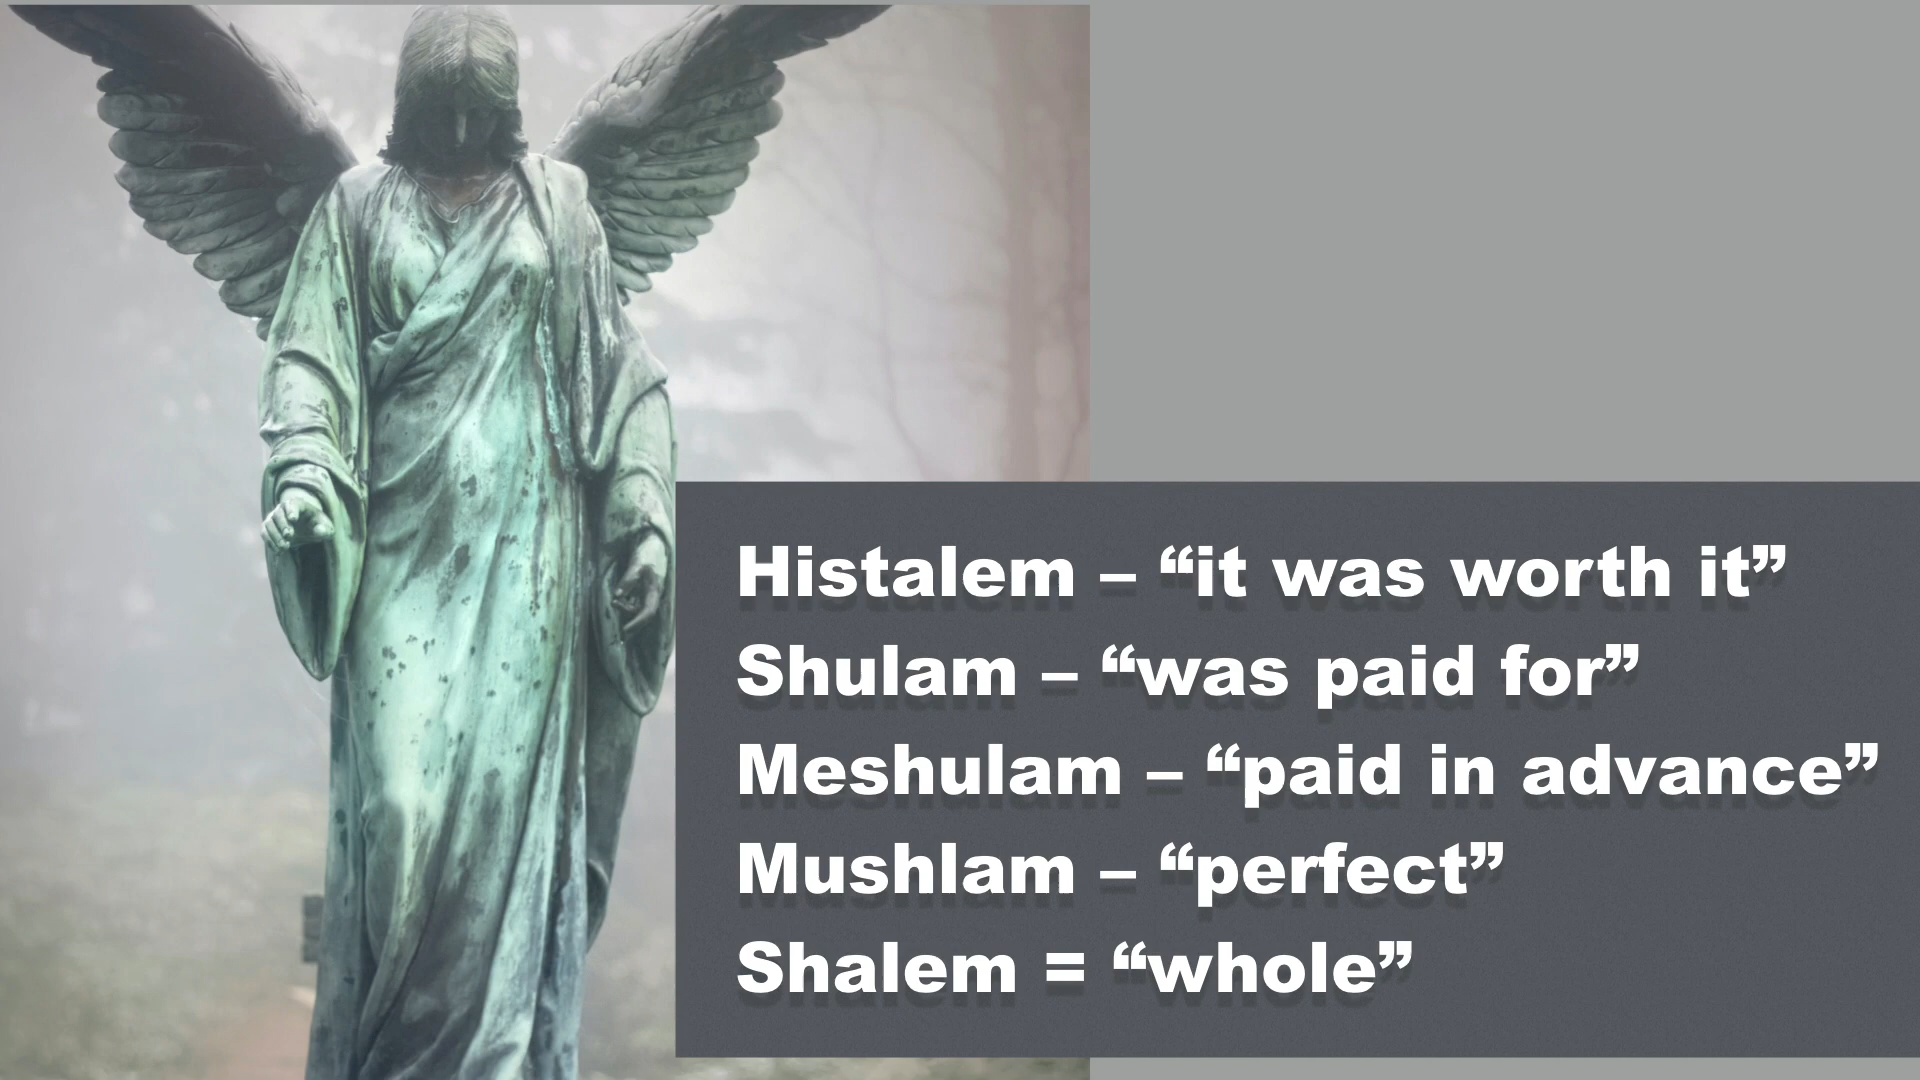 Histalem – “it was worth it”
Shulam – “was paid for”
Meshulam – “paid in advance”
Mushlam – “perfect”
Shalem = “whole”